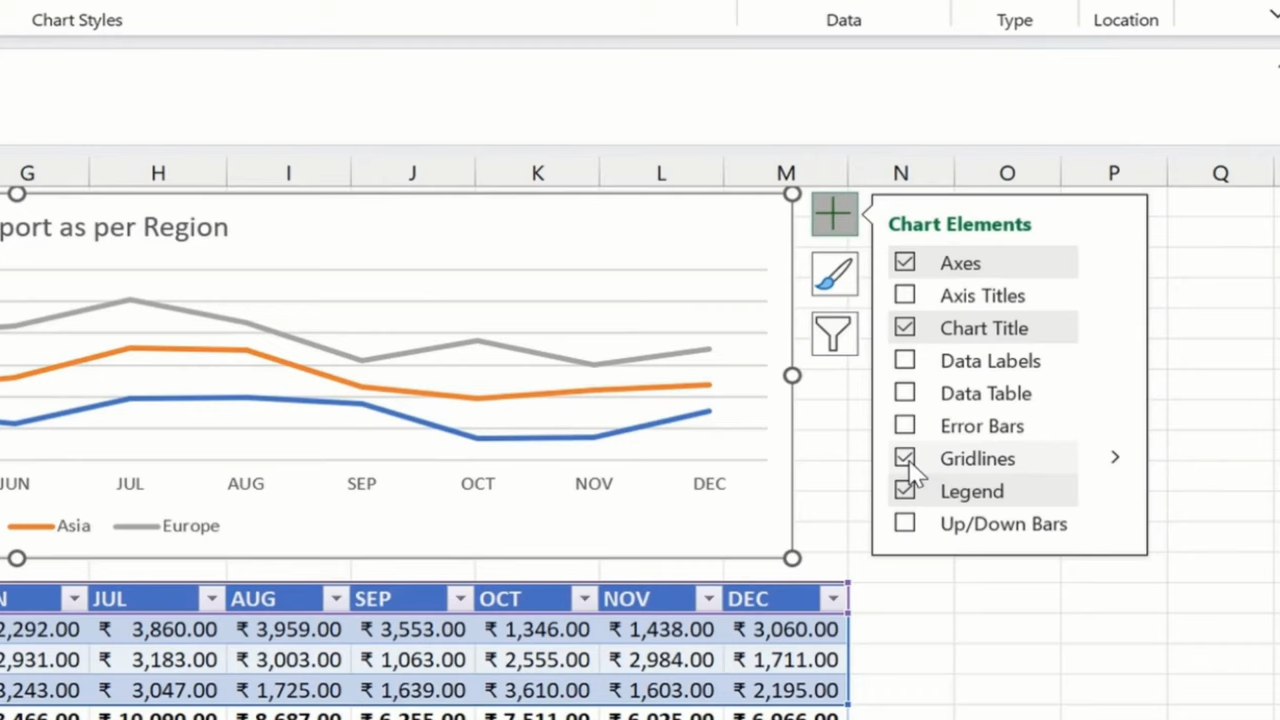 Chart Styles Data Type Location
G H I J K L M N O P Q
port as per Region
Chart Elements
Axes
Axis Titles
Chart Title
Data Labels
Data Table
Error Bars
Gridlines
Legend
Up/Down Bars
JUN JUL AUG SEP OCT NOV DEC
Asia Europe
N JUL AUG SEP OCT NOV DEC
2,292.00 ₹ 3,860.00 ₹ 3,959.00 ₹ 3,553.00 ₹ 1,346.00 ₹ 1,438.00 ₹ 3,060.00
2,931.00 ₹ 3,183.00 ₹ 3,003.00 ₹ 1,063.00 ₹ 2,555.00 ₹ 2,984.00 ₹ 1,711.00
3,243.00 ₹ 3,047.00 ₹ 1,725.00 ₹ 1,639.00 ₹ 3,610.00 ₹ 1,603.00 ₹ 2,195.00